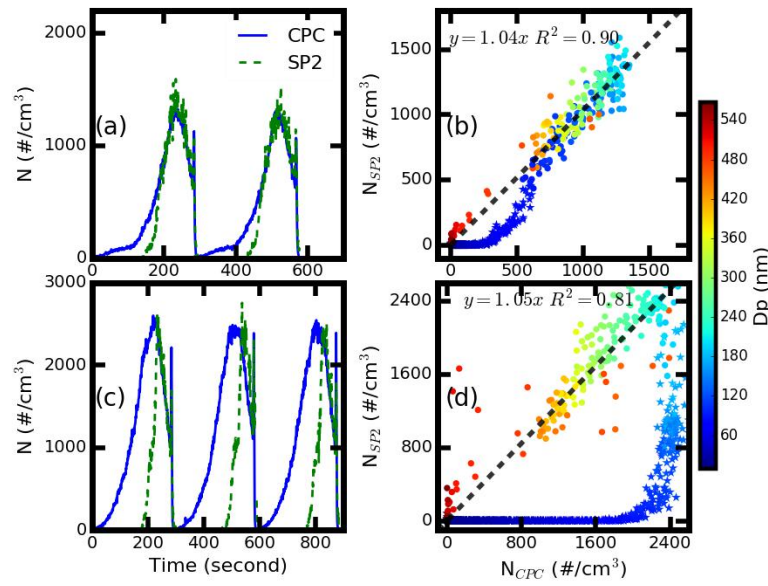 2000
1000
0
N (#/cm³)
0 200 400 600
(a)
CPC
SP2
1500
1000
500
0
N_SP2 (#/cm³)
0 500 1000 1500
(b)
y=1.04x R²=0.90
3000
2000
1000
0
N (#/cm³)
0 200 400 600 800
Time (second)
(c)
2400
1600
800
0
N_SP2 (#/cm³)
0 800 1600 2400
N_CPC (#/cm³)
(d)
y=1.05x R²=0.81
540
480
420
360
300
240
180
120
60
Dp (nm)